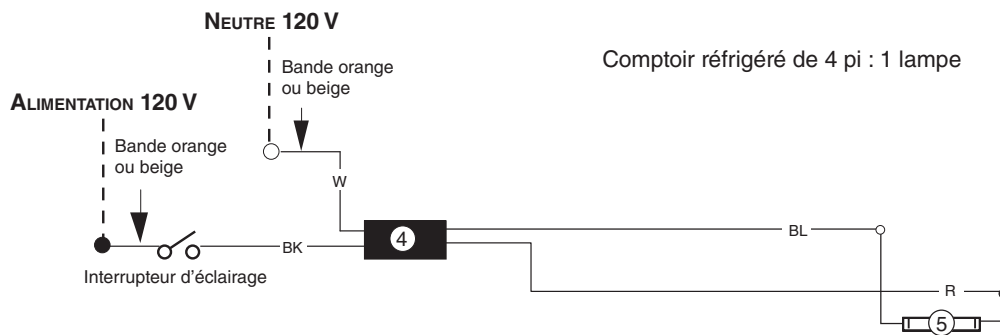 NEUTRE 120 V
Bande orange
ou beige
Comptoir réfrigéré de 4 pi : 1 lampe
ALIMENTATION 120 V
Bande orange
ou beige
W
4
BL
BK
Interrupteur d’éclairage
R
5